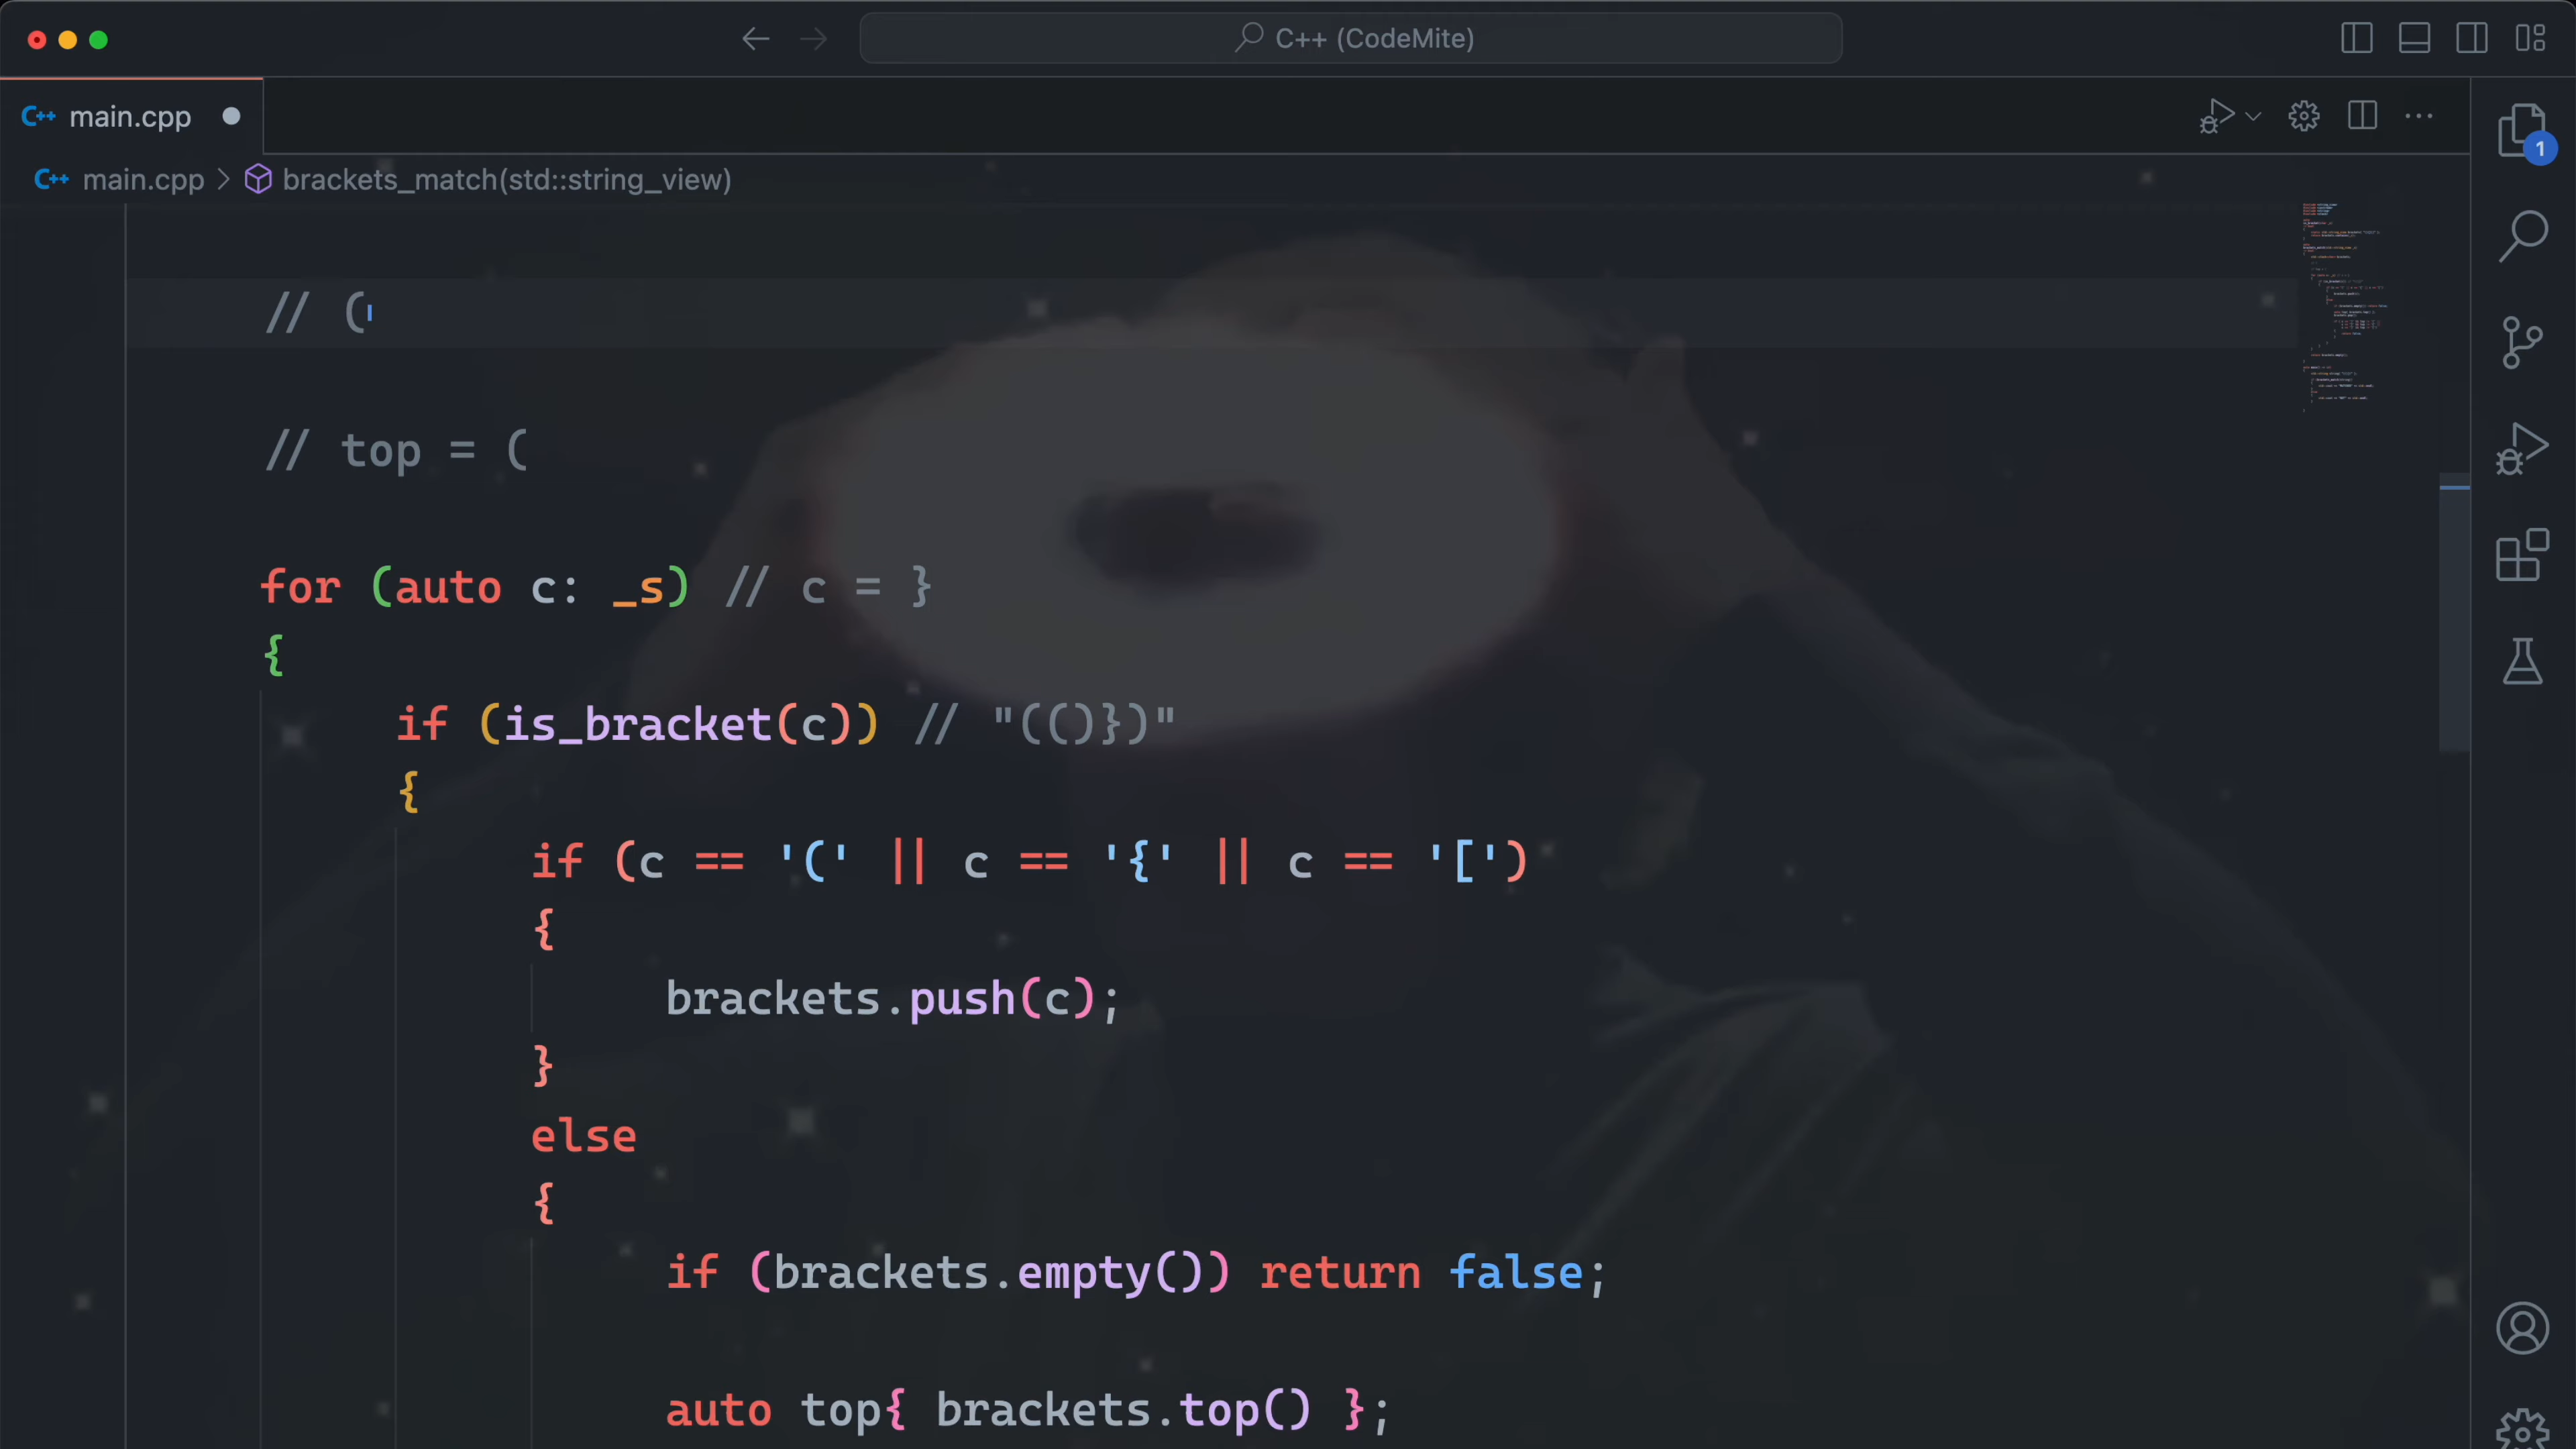 C++ (CodeMite)
C++ main.cpp
C++ main.cpp > brackets_match(std::string_view)
1
// (
// top = (
for (auto c: _s) // c = }
{
if (is_bracket(c)) // "(()})"
{
if (c == '(' || c == '{' || c == '[')
{
brackets.push(c);
}
else
{
if (brackets.empty()) return false;
auto top{ brackets.top() };